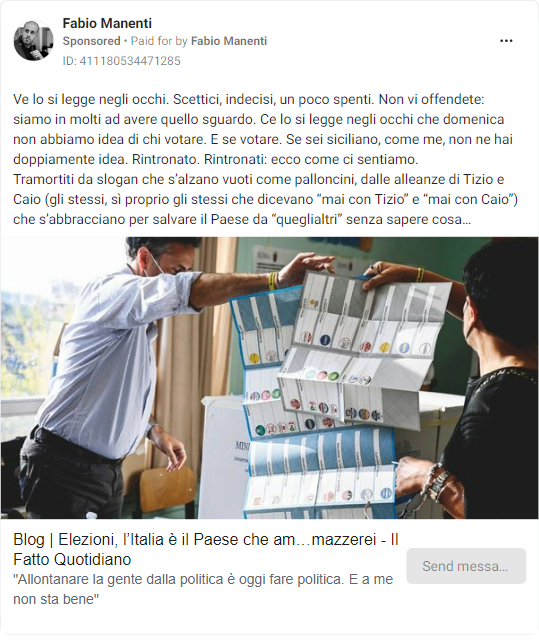 Fabio Manenti
Sponsored • Paid for by Fabio Manenti
ID: 411180534471285
Ve lo si legge negli occhi. Scettici, indecisi, un poco spenti. Non vi offendete:
siamo in molti ad avere quello sguardo. Ce lo si legge negli occhi che domenica
non abbiamo idea di chi votare. E se votare. Se sei siciliano, come me, non ne hai
doppiamente idea. Rintronato. Rintronati: ecco come ci sentiamo.
Tramortiti da slogan che s’alzano vuoti come palloncini, dalle alleanze di Tizio e
Caio (gli stessi, sì proprio gli stessi che dicevano “mai con Tizio” e “mai con Caio”)
che s’abbracciano per salvare il Paese da “queglialtri” senza sapere cosa...
Blog | Elezioni, l’Italia è il Paese che am…mazzerei - Il
Fatto Quotidiano
"Allontanare la gente dalla politica è oggi fare politica. E a me
non sta bene"
Send messa...